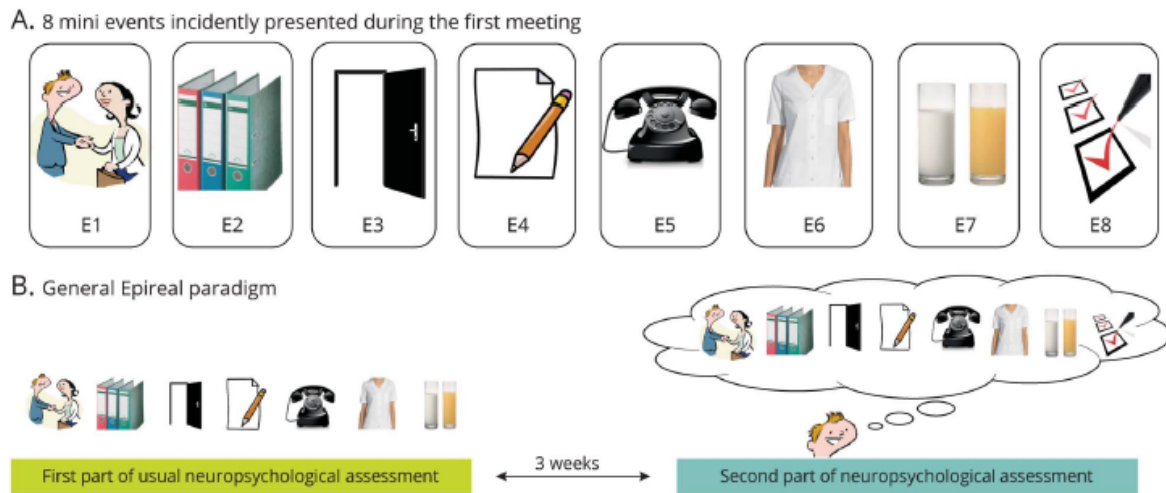 A. 8 mini events incidently presented during the first meeting
E1 E2 E3 E4 E5 E6 E7 E8
B. General Epireal paradigm
3 weeks
First part of usual neuropsychological assessment
Second part of neuropsychological assessment